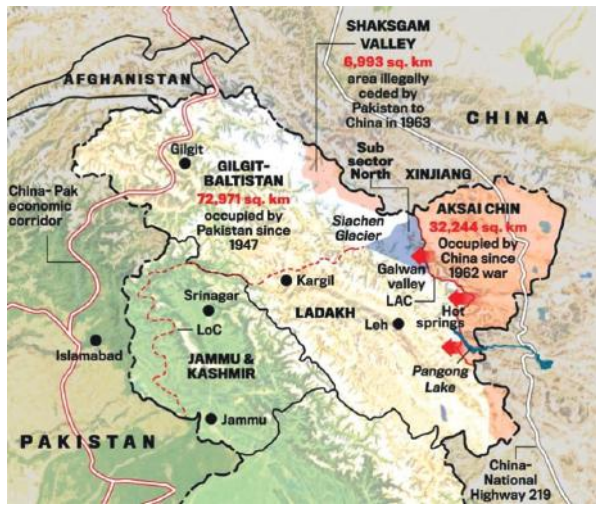 SHAKSGAM
VALLEY
6,993 sq. km
area illegally
ceded by
Pakistan to
China in 1963
AFGHANISTAN
CHINA
Sub
sector
North
XINJIANG
Gilgit
GILGIT-
BALTISTAN
72,971 sq. km
occupied by
Pakistan since
1947
China- Pak
economic
corridor
AKSAI CHIN
32,244 sq. km
Occupied by
China since
1962 war
Siachen
Glacier
Galwan
valley
LAC
Kargil
Srinagar
LADAKH
Hot
springs
LoC
Leh
Islamabad
JAMMU &
KASHMIR
Pangong
Lake
Jammu
PAKISTAN
China-
National
Highway 219